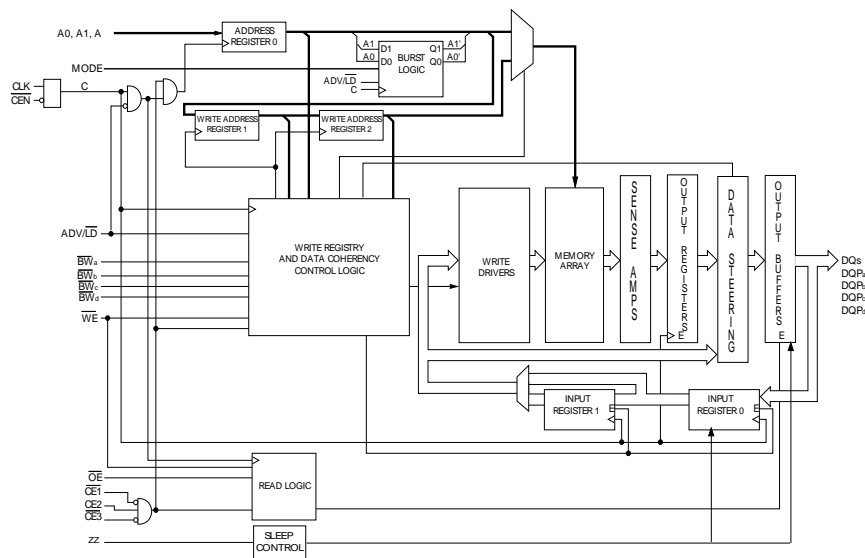 A0, A1, A
ADDRESS
REGISTER 0
A1
A0
D1
D0
BURST
LOGIC
Q1
Q0
A1'
A0'
MODE
ADV/LD
C
CLK
CEN
C
WRITE ADDRESS
REGISTER 1
WRITE ADDRESS
REGISTER 2
ADV/LD
BWa
BWb
BWc
BWd
WE
WRITE REGISTRY
AND DATA COHERENCY
CONTROL LOGIC
WRITE
DRIVERS
MEMORY
ARRAY
SENSE AMPS
OUTPUT REGISTERS
E
DATA STEERING
OUTPUT BUFFERS
E
DQs
DQPa
DQPb
DQPc
DQPd
INPUT
REGISTER 1
E
INPUT
REGISTER 0
E
OE
CE1
CE2
CE3
READ LOGIC
ZZ
SLEEP
CONTROL